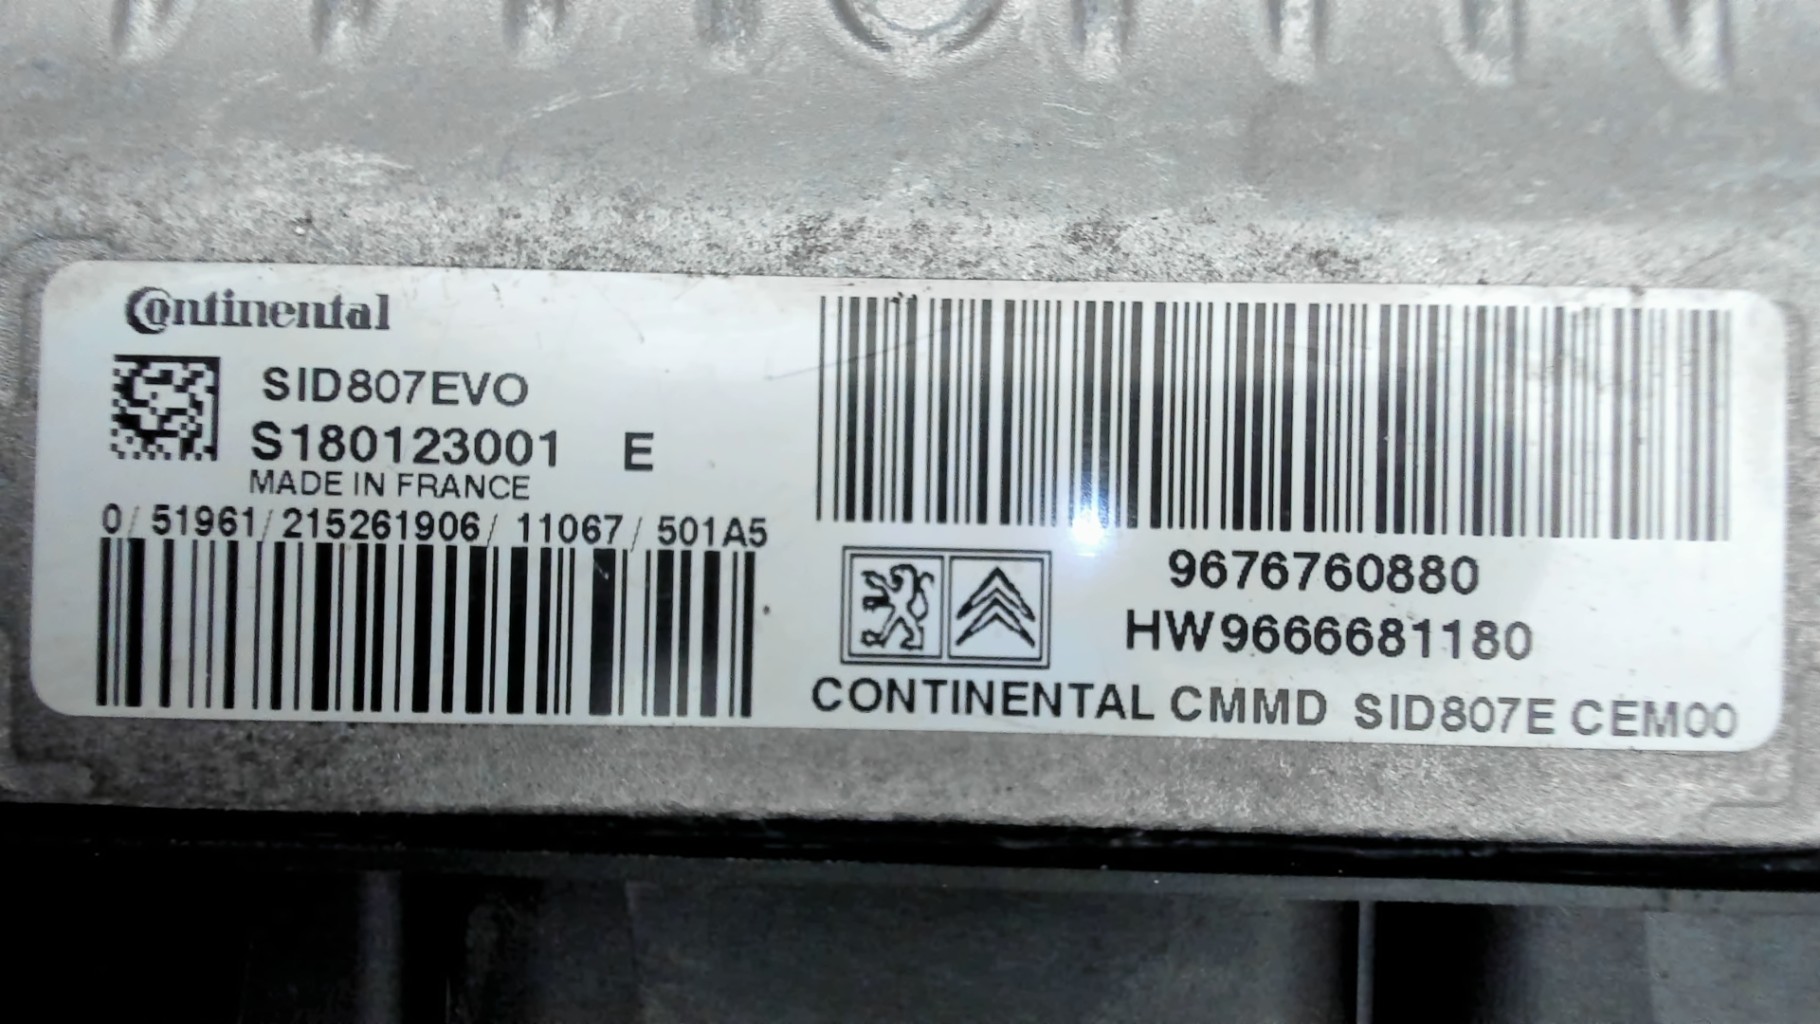 Continental
SID807EVO
S180123001 E
MADE IN FRANCE
0/51961/215261906/11067/501A5
9676760880
HW9666681180
CONTINENTAL CMMD SID807E CEM00